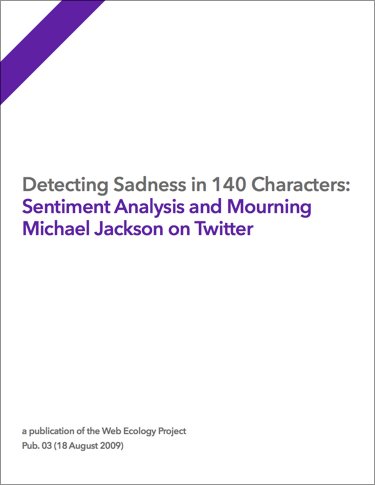 Detecting Sadness in 140 Characters:
Sentiment Analysis and Mourning
Michael Jackson on Twitter
a publication of the Web Ecology Project
Pub. 03 (18 August 2009)